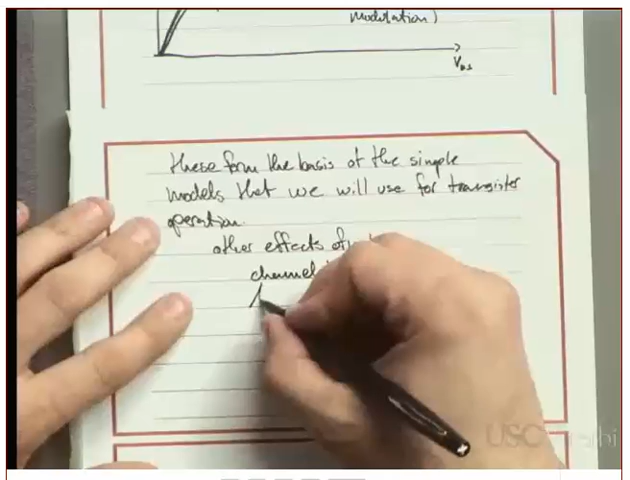 modulation)
V
these form the basis of the simple
models that we will use for transistor
operation.
other effects of
channel
USC